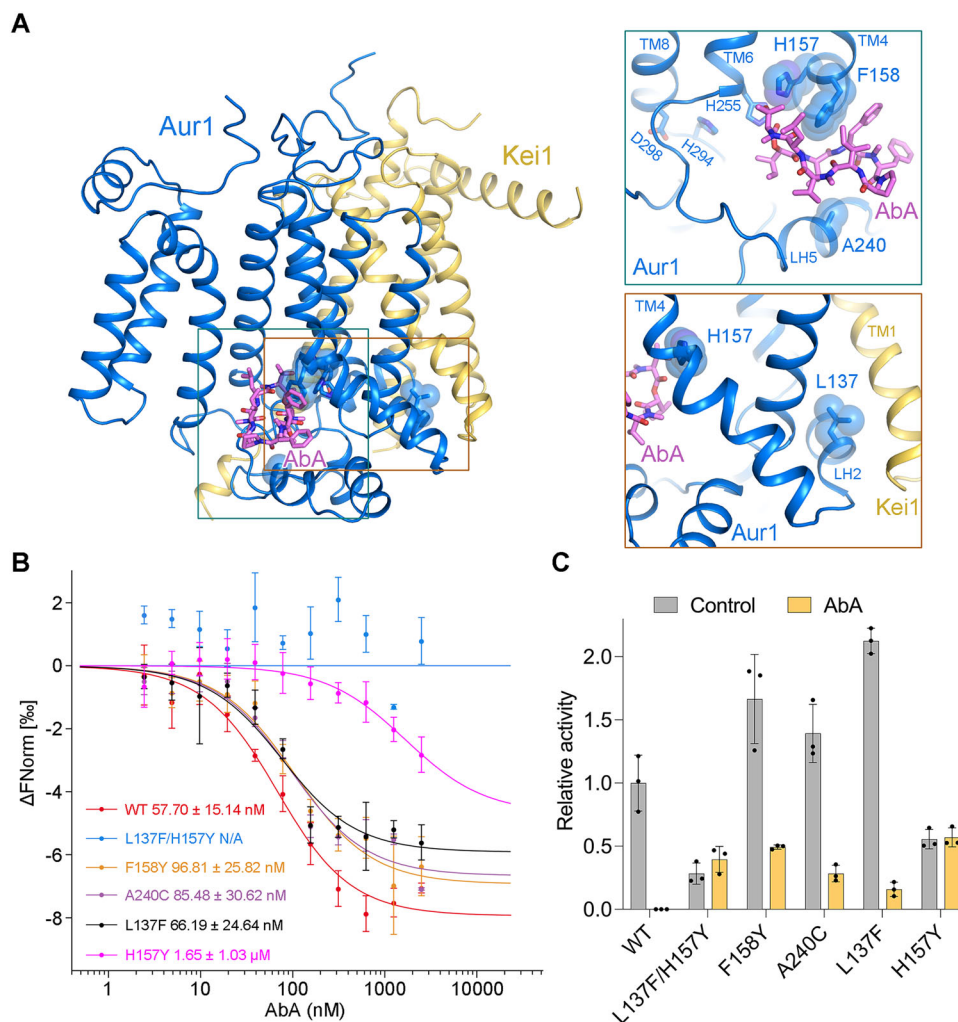 A
Aur1
Kei1
AbA
TM8
TM6
H157
TM4
F158
H255
D298
H294
AbA
LH5
A240
Aur1
TM4
H157
TM1
L137
AbA
LH2
Aur1
Kei1
B
2
0
-2
-4
-6
-8
ΔFNorm [‰]
WT 57.70 ± 15.14 nM
L137F/H157Y N/A
F158Y 96.81 ± 25.82 nM
A240C 85.48 ± 30.62 nM
L137F 66.19 ± 24.64 nM
H157Y 1.65 ± 1.03 µM
1 10 100 1000 10000
AbA (nM)
C
Control AbA
2.0
1.5
1.0
0.5
0.0
Relative activity
WT
L137F/H157Y
F158Y
A240C
L137F
H157Y